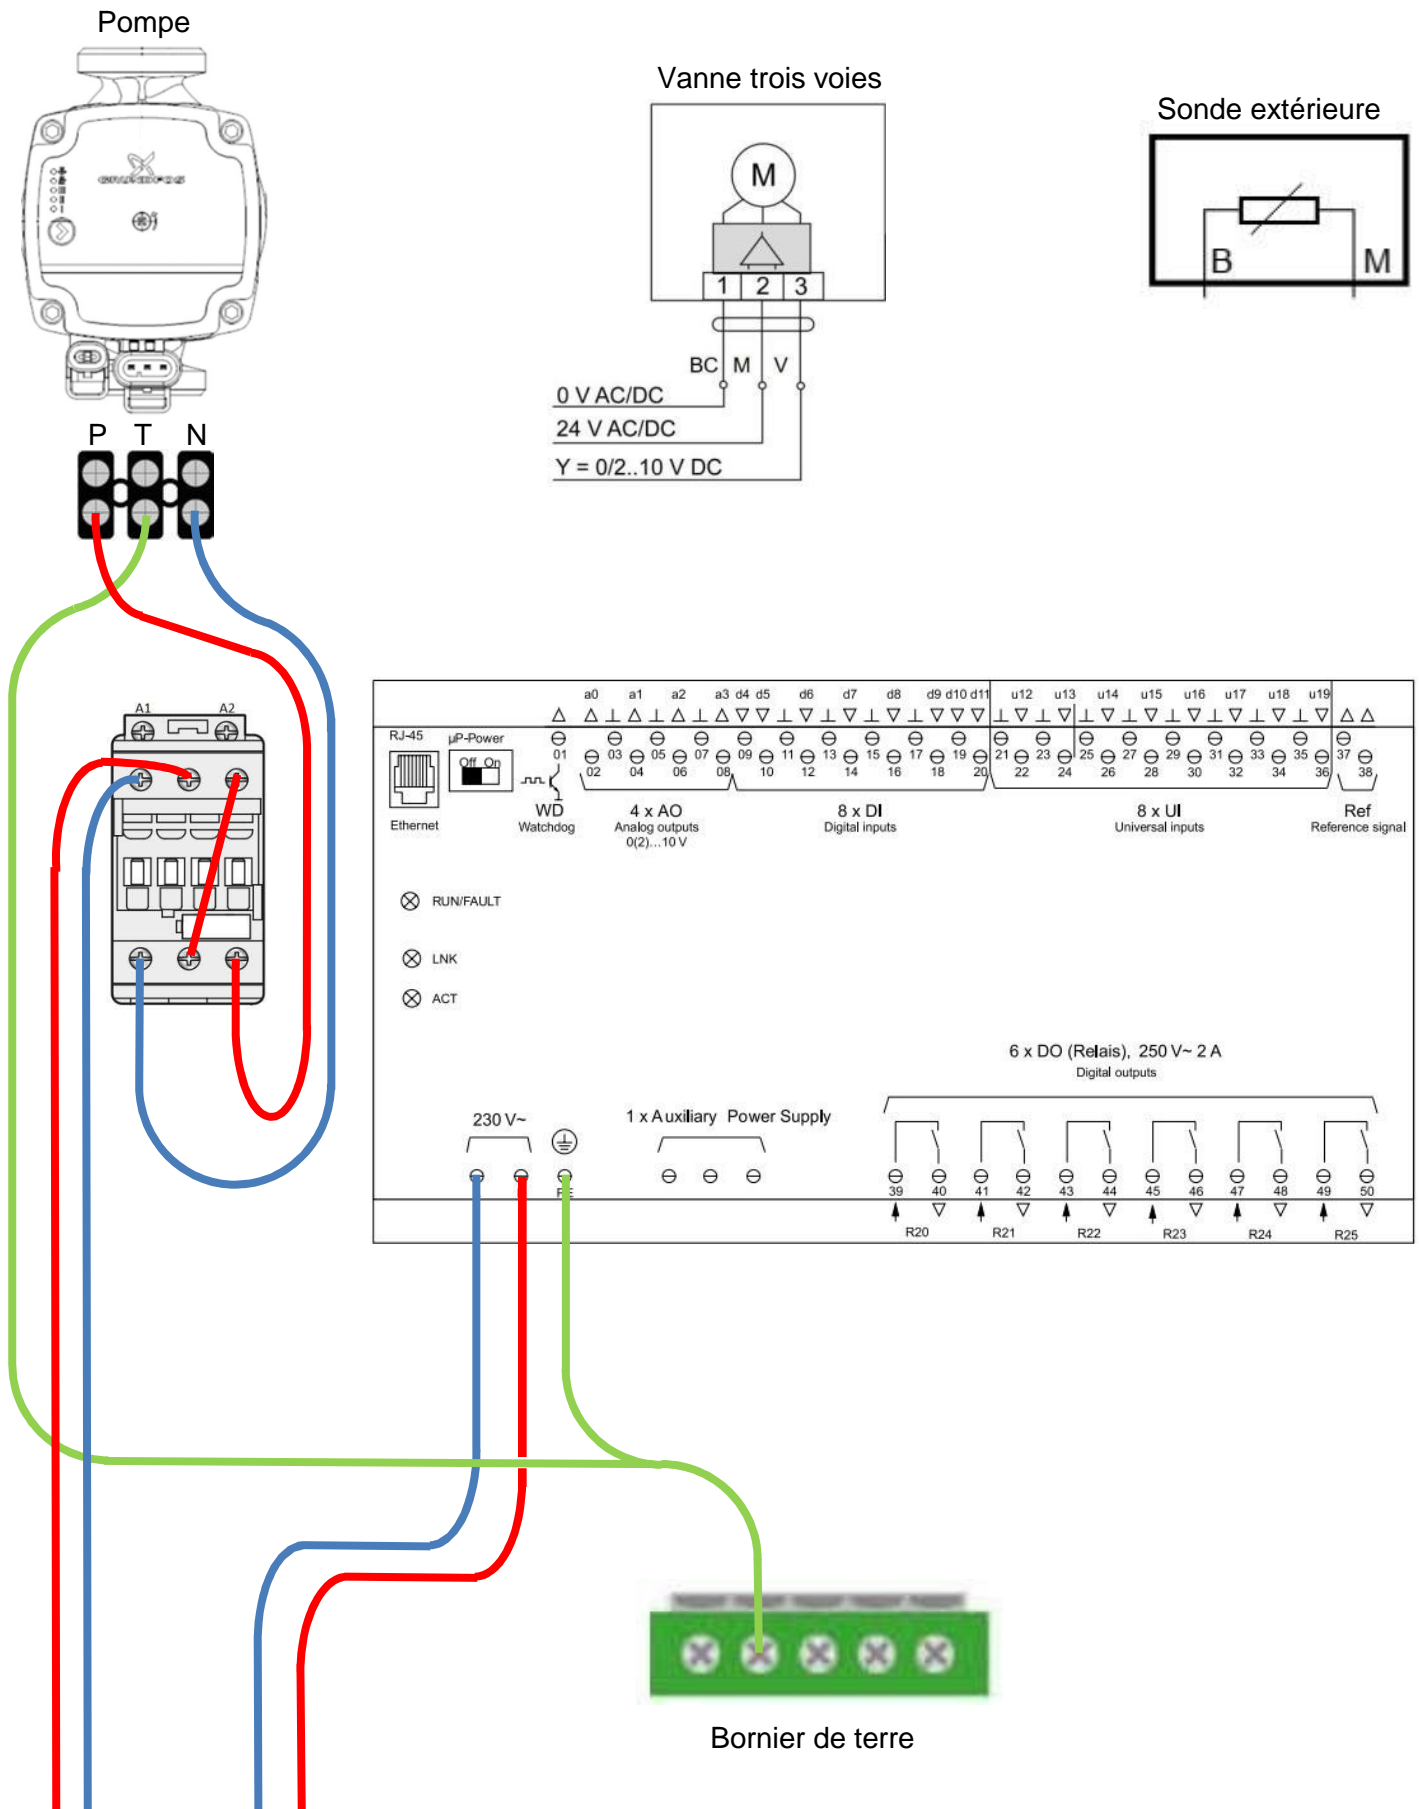 Pompe
Vanne trois voies
Sonde extérieure
GRUNDFOS
M
1 2 3
B M
BC M V
0 V AC/DC
24 V AC/DC
Y = 0/2..10 V DC
P T N
A1 A2
a0 a1 a2 a3 d4 d5 d6 d7 d8 d9 d10 d11 u12 u13 u14 u15 u16 u17 u18 u19
RJ-45 µP-Power
Off On
01 03 05 07 09 11 13 15 17 19 21 23 25 27 29 31 33 35 37
02 04 06 08 10 12 14 16 18 20 22 24 26 28 30 32 34 36 38
WD 4 x AO 8 x DI 8 x UI Ref
Ethernet Watchdog Analog outputs Digital inputs Universal inputs Reference signal
0(2)...10 V
RUN/FAULT
LNK
ACT
6 x DO (Relais), 250 V~ 2 A
Digital outputs
230 V~ 1 x Auxiliary Power Supply
PE
39 40 41 42 43 44 45 46 47 48 49 50
R20 R21 R22 R23 R24 R25
Bornier de terre